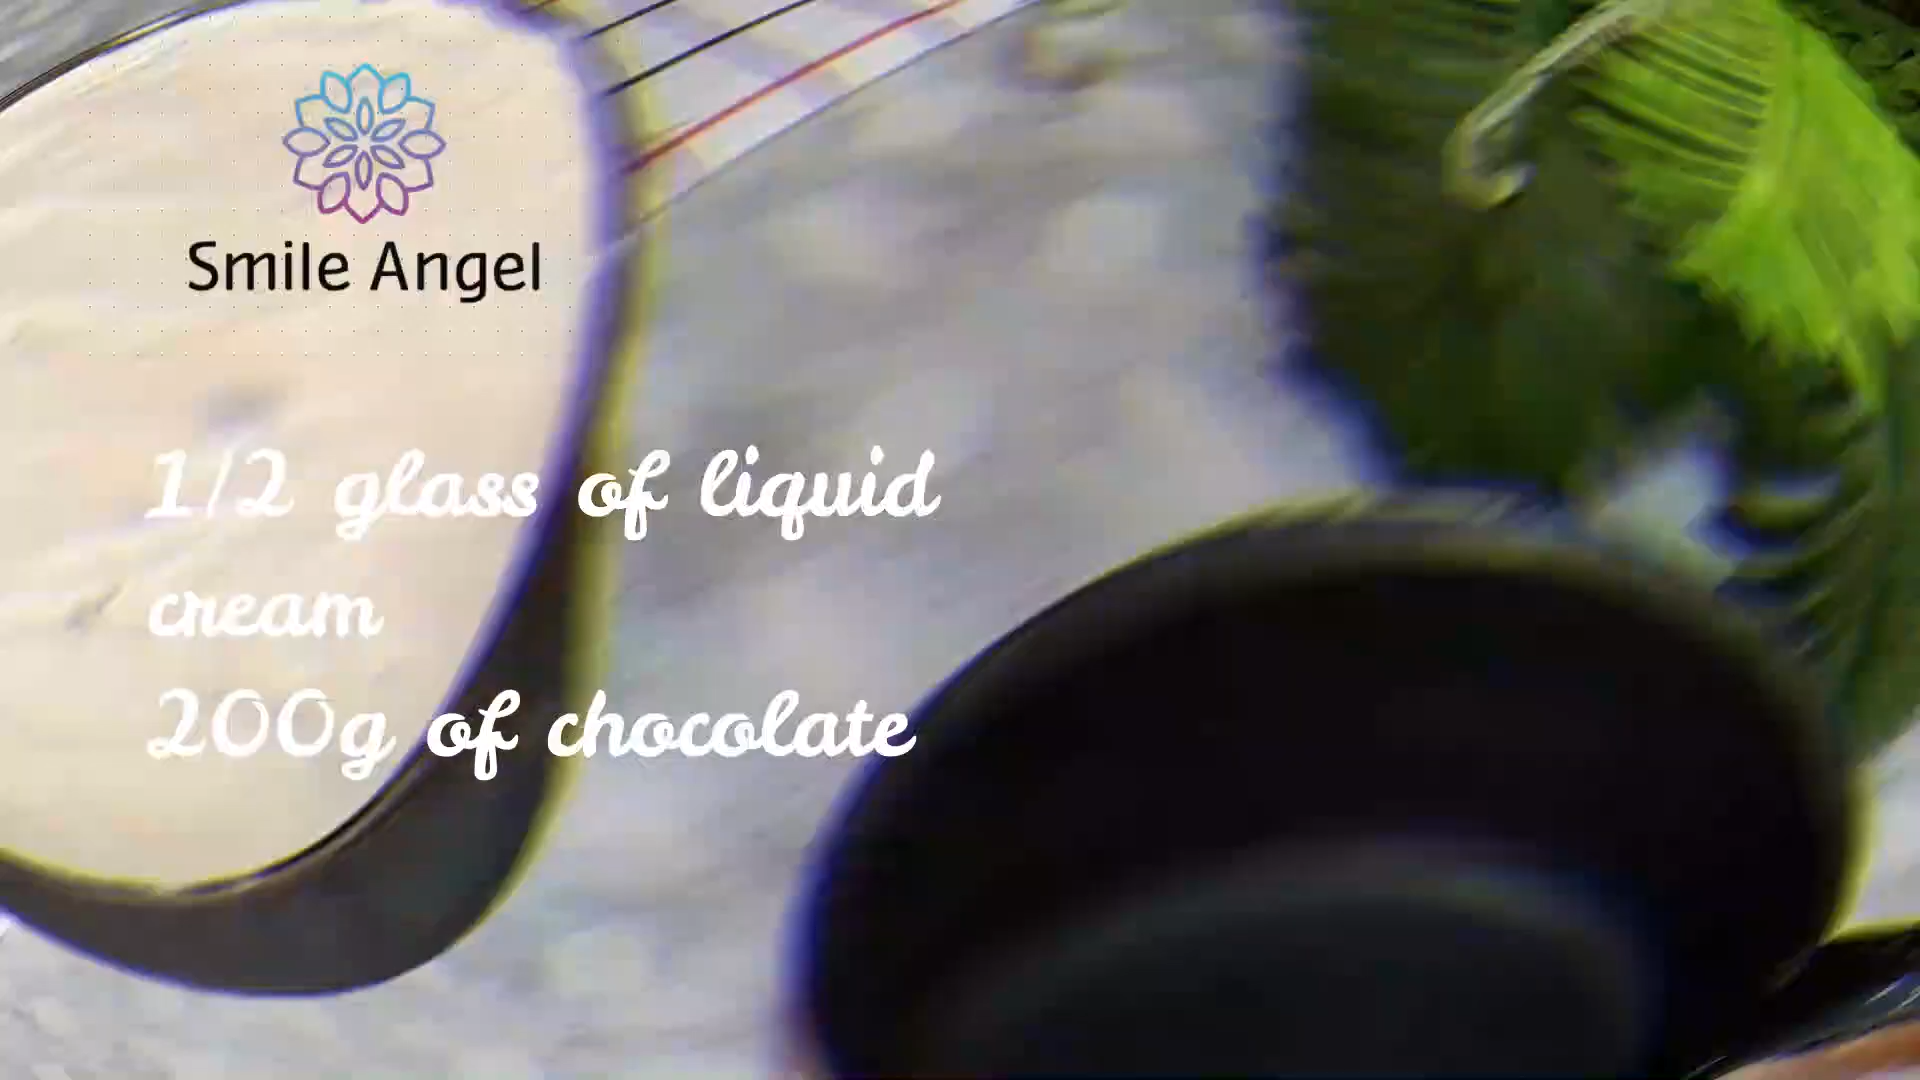 Smile Angel
1/2 glass of liquid
cream
200g of chocolate